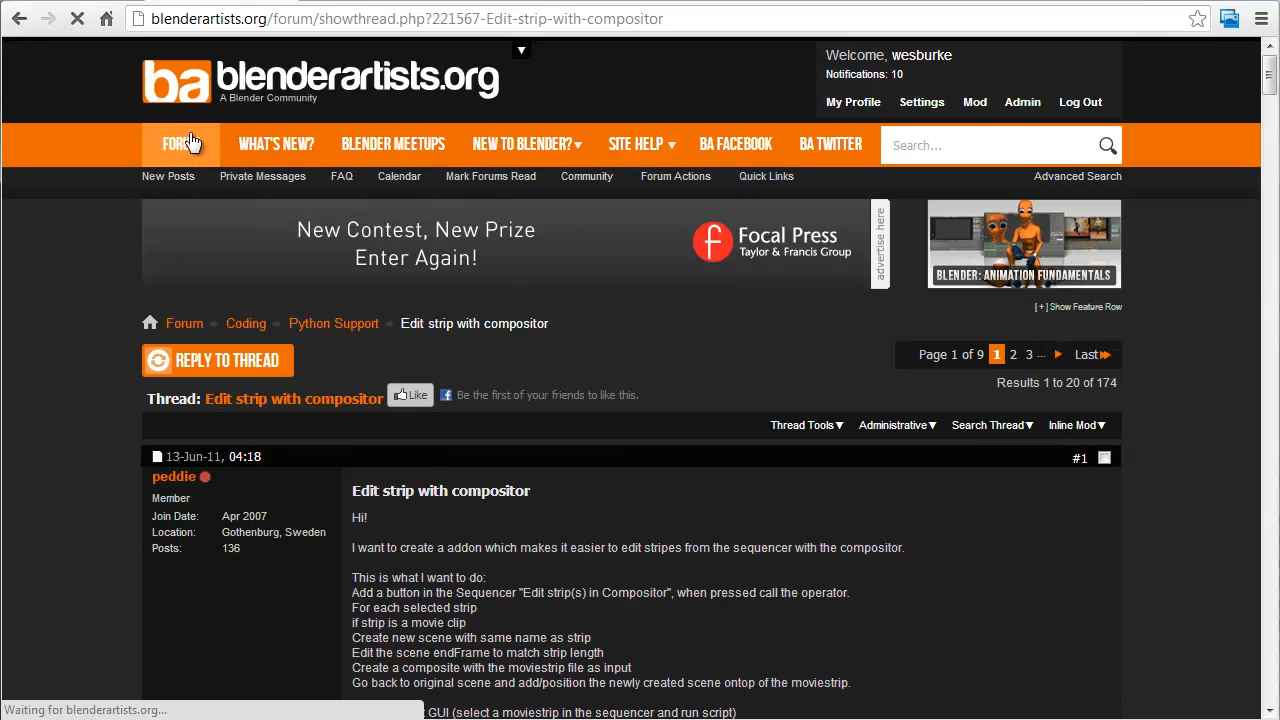 blenderartists.org/forum/showthread.php?221567-Edit-strip-with-compositor
ba blenderartists.org
A Blender Community
Welcome, wesburke
Notifications: 10
My Profile Settings Mod Admin Log Out
WHAT'S NEW? BLENDER MEETUPS NEW TO BLENDER? SITE HELP BA FACEBOOK BA TWITTER Search...
New Posts Private Messages FAQ Calendar Mark Forums Read Community Forum Actions Quick Links Advanced Search
New Contest, New Prize
Enter Again!
f Focal Press
Taylor & Francis Group
advertise here
BLENDER: ANIMATION FUNDAMENTALS
[+] Show Feature Row
Forum Coding Python Support Edit strip with compositor
REPLY TO THREAD
Page 1 of 9 1 2 3 ... Last
Results 1 to 20 of 174
Thread: Edit strip with compositor Like f Be the first of your friends to like this.
Thread Tools Administrative Search Thread Inline Mod
13-Jun-11, 04:18 #1
peddie
Member
Join Date: Apr 2007
Location: Gothenburg, Sweden
Posts: 136
Edit strip with compositor
Hi!
I want to create a addon which makes it easier to edit stripes from the sequencer with the compositor.
This is what I want to do:
Add a button in the Sequencer "Edit strip(s) in Compositor", when pressed call the operator.
For each selected strip
if strip is a movie clip
Create new scene with same name as strip
Edit the scene endFrame to match strip length
Create a composite with the moviestrip file as input
Go back to original scene and add/position the newly created scene ontop of the moviestrip.
GUI (select a moviestrip in the sequencer and run script)
Waiting for blenderartists.org...